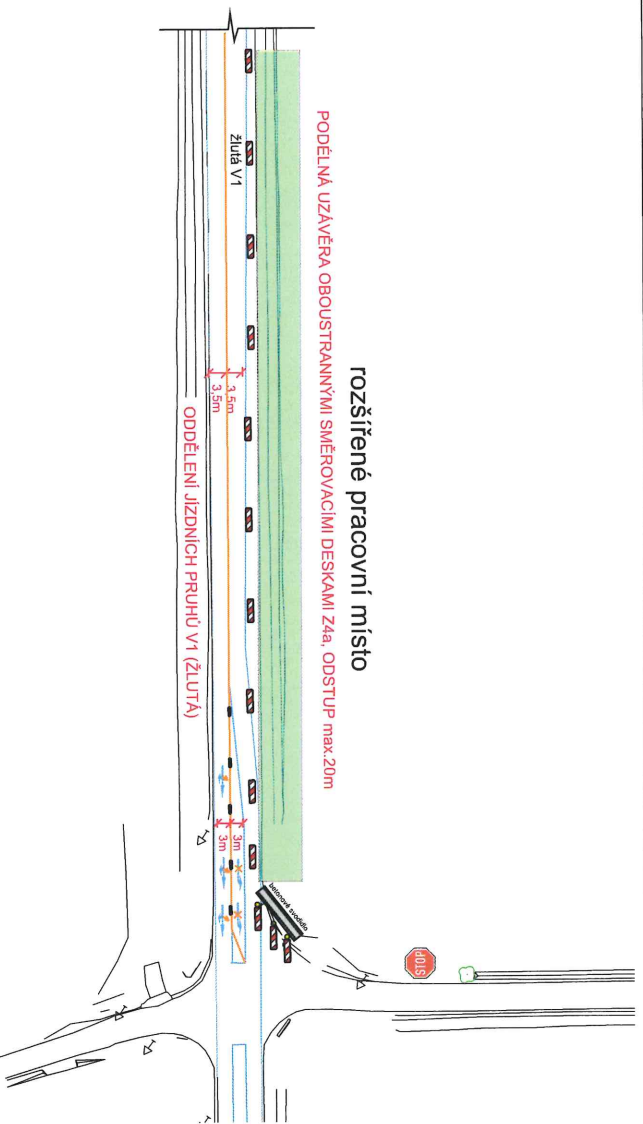 rozšířené pracovní místo
PODÉLNÁ UZÁVĚRA OBOUSTRANNÝMI SMĚROVACÍMI DESKAMI Z4a, ODSTUP max.20m
žlutá V1
3,5m
3,5m
ODDĚLENÍ JÍZDNÍCH PRUHŮ V1 (ŽLUTÁ)
3m
3m
betonové svodidlo
STOP